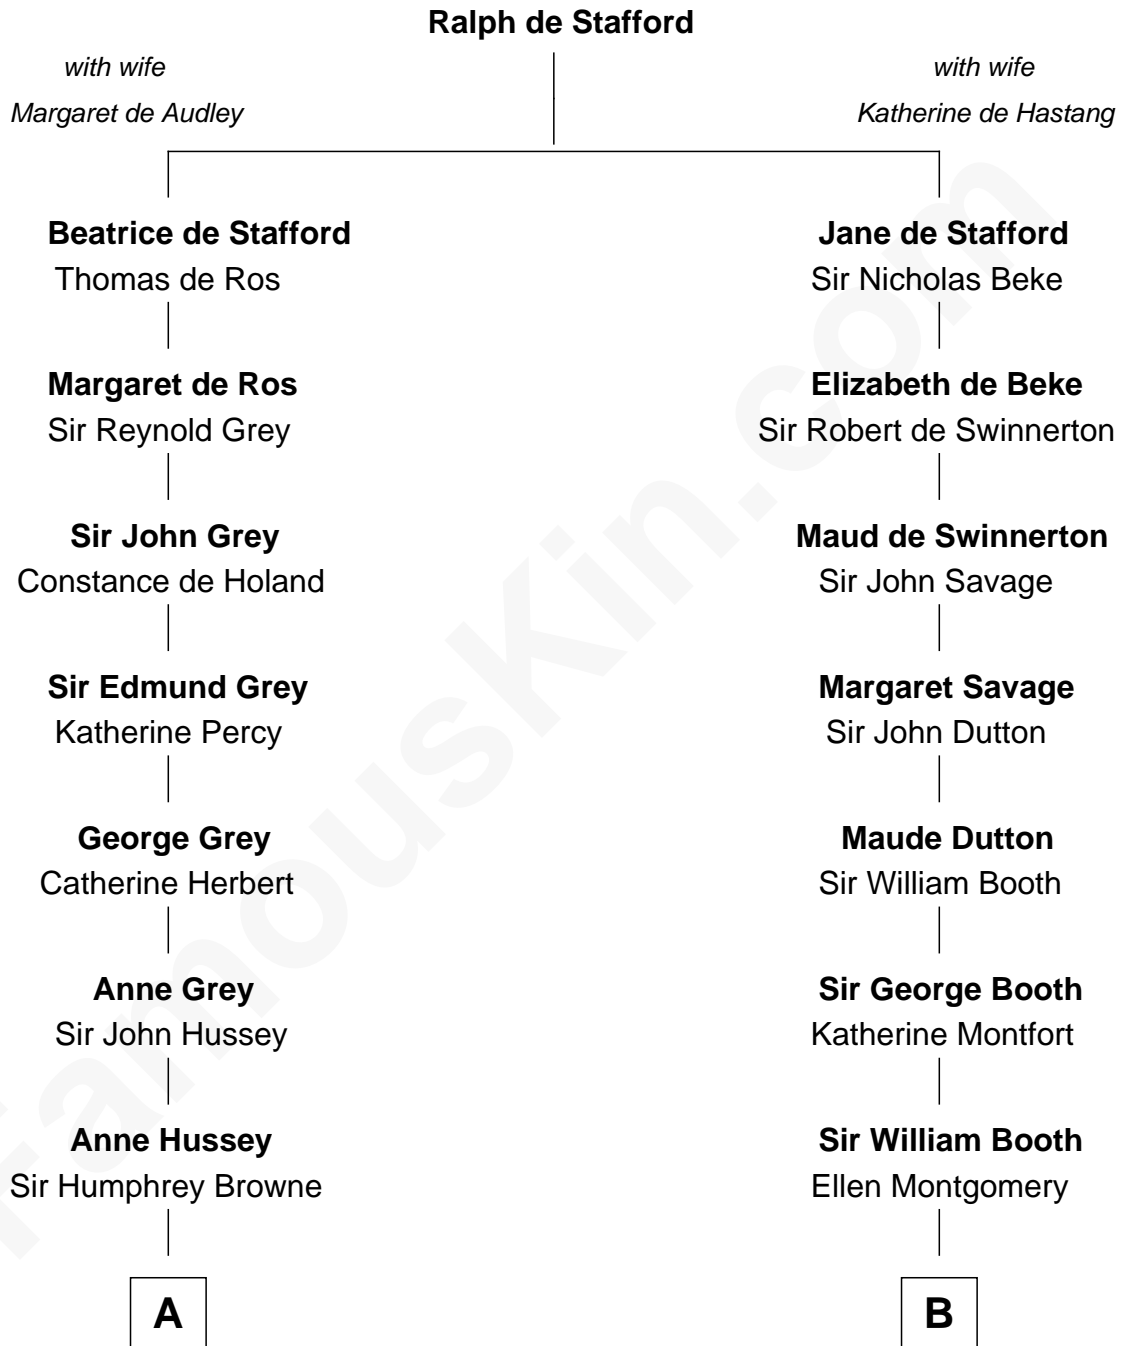 Ralph de Stafford
with wife
Margaret de Audley
with wife
Katherine de Hastang
Beatrice de Stafford
Thomas de Ros
Jane de Stafford
Sir Nicholas Beke
Margaret de Ros
Sir Reynold Grey
Elizabeth de Beke
Sir Robert de Swinnerton
Sir John Grey
Constance de Holand
Maud de Swinnerton
Sir John Savage
Sir Edmund Grey
Katherine Percy
Margaret Savage
Sir John Dutton
George Grey
Catherine Herbert
Maude Dutton
Sir William Booth
Anne Grey
Sir John Hussey
Sir George Booth
Katherine Montfort
Anne Hussey
Sir Humphrey Browne
Sir William Booth
Ellen Montgomery
A
B
FamousKin.com